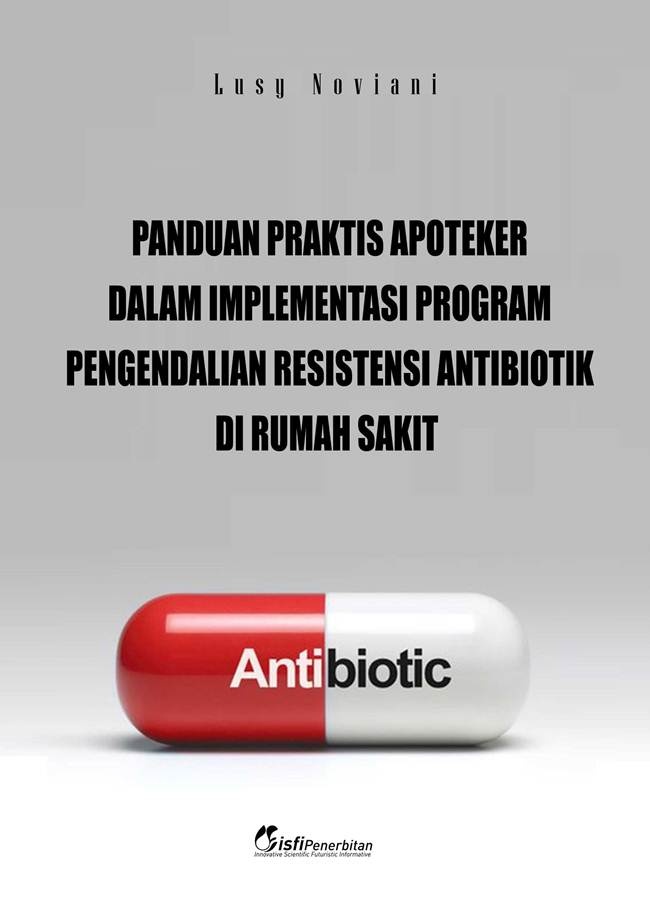 Lusy Noviani
PANDUAN PRAKTIS APOTEKER
DALAM IMPLEMENTASI PROGRAM
PENGENDALIAN RESISTENSI ANTIBIOTIK
DI RUMAH SAKIT
Antibiotic
isfiPenerbitan
Innovative Scientific Futuristic Informative